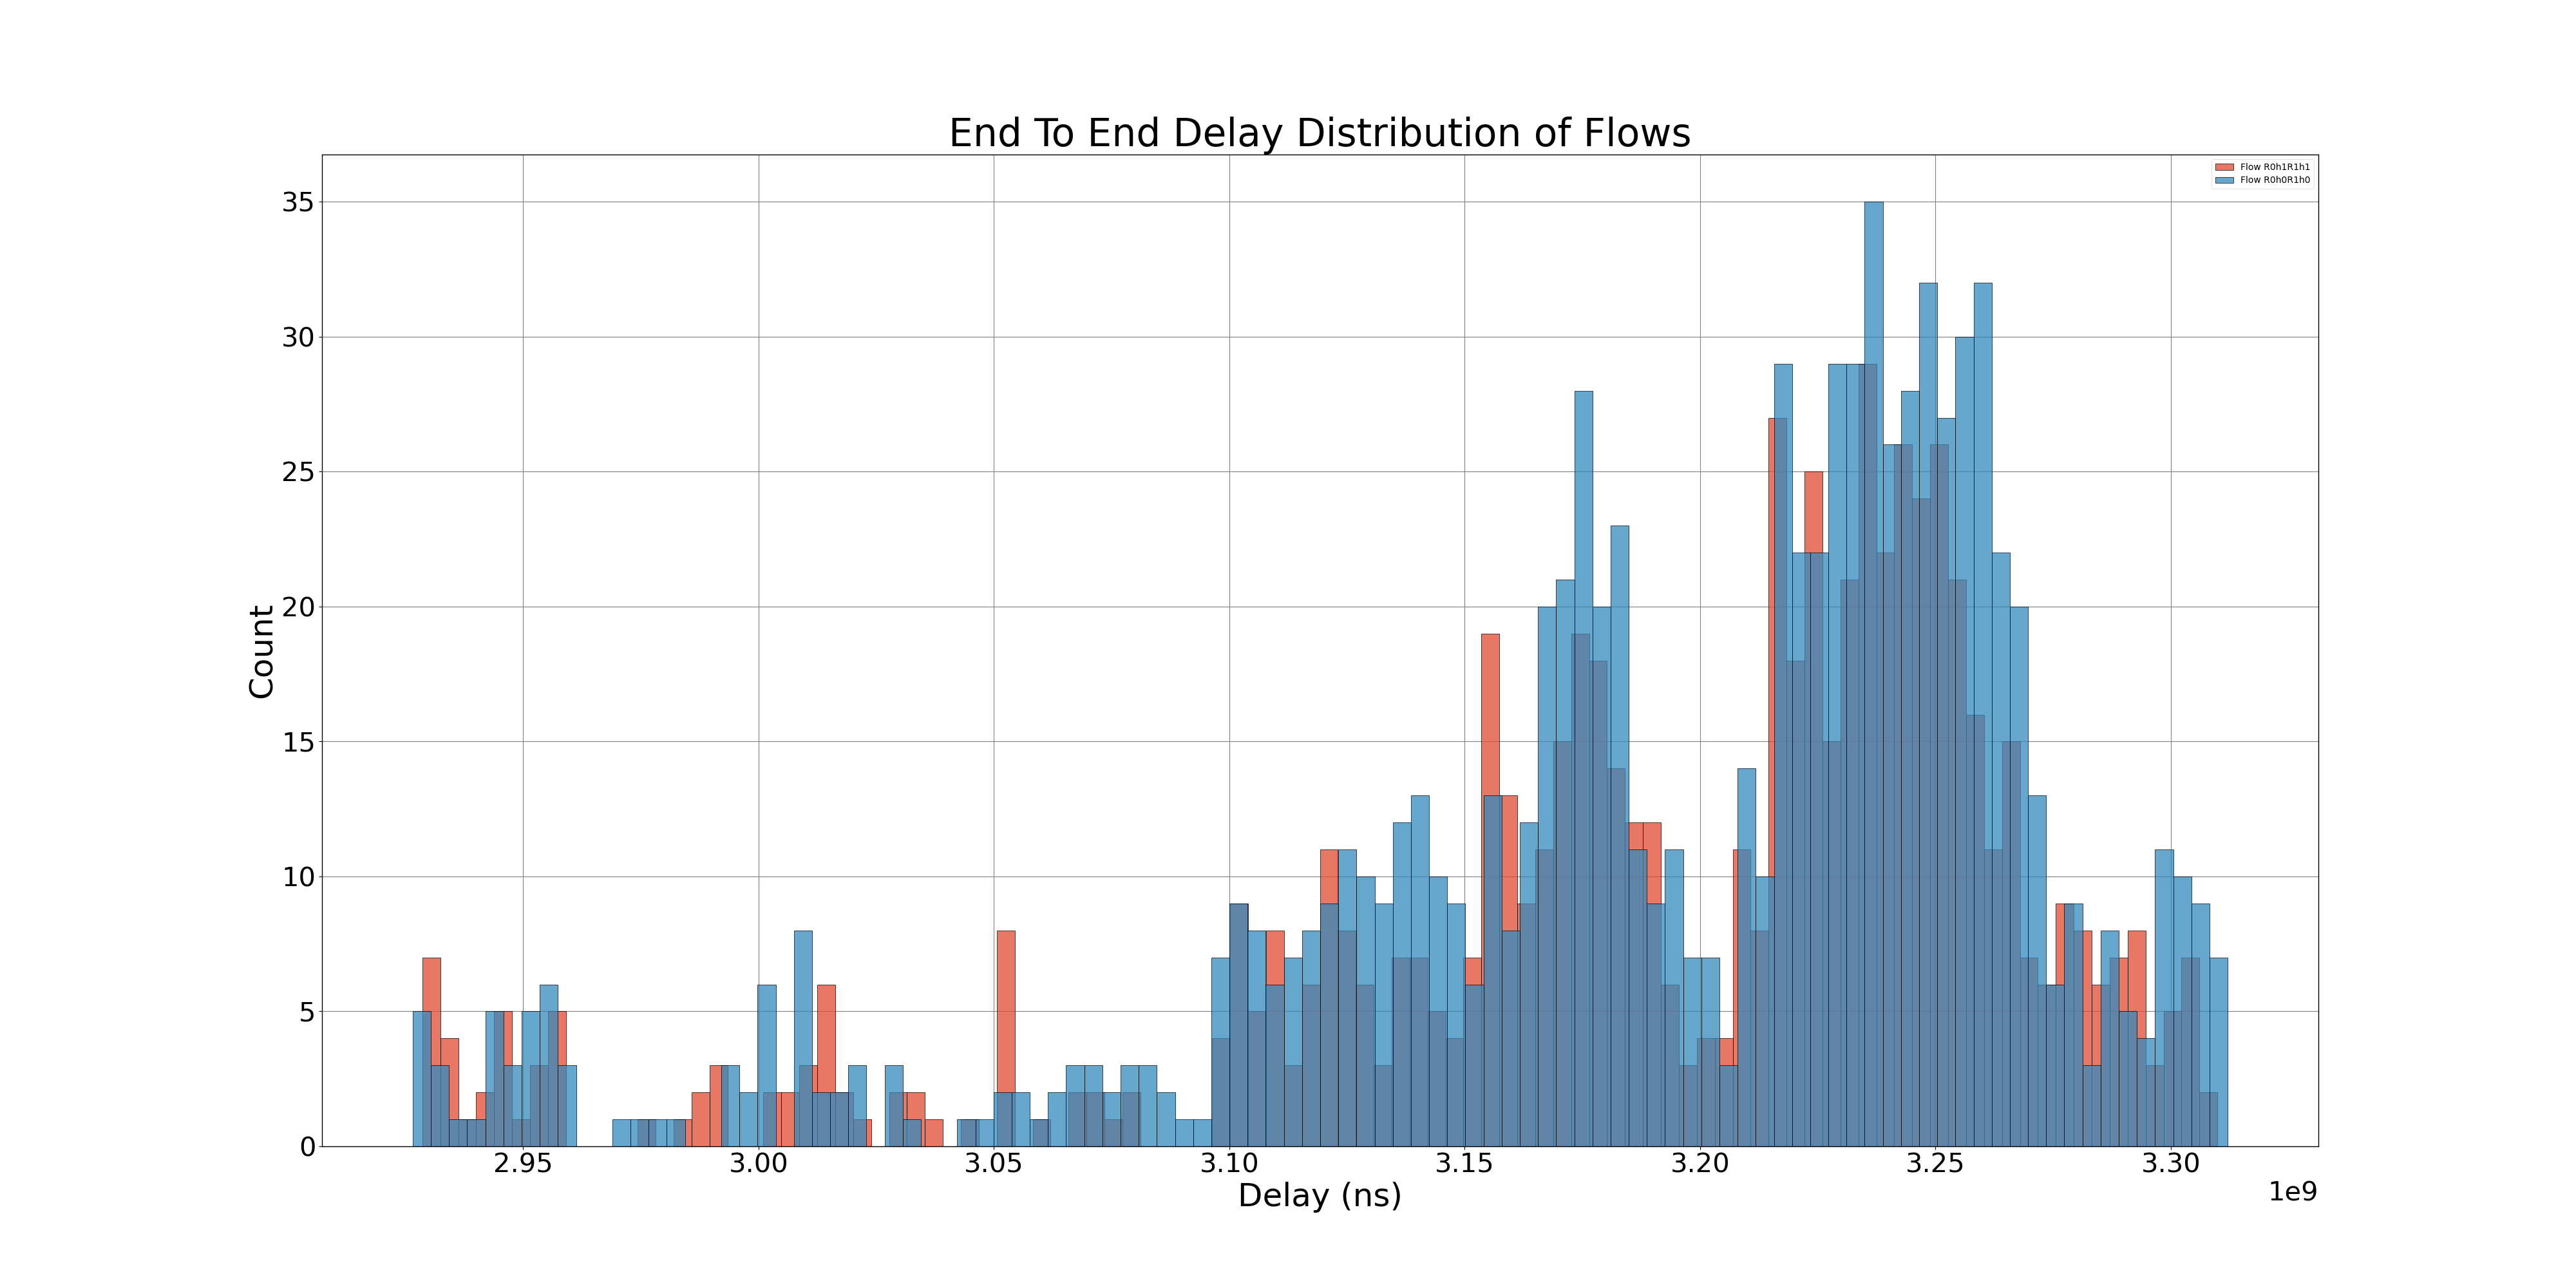 End To End Delay Distribution of Flows
Flow R0h1R1h1
Flow R0h0R1h0
35
30
25
20
15
10
5
0
Count
2.95 3.00 3.05 3.10 3.15 3.20 3.25 3.30
Delay (ns)
1e9